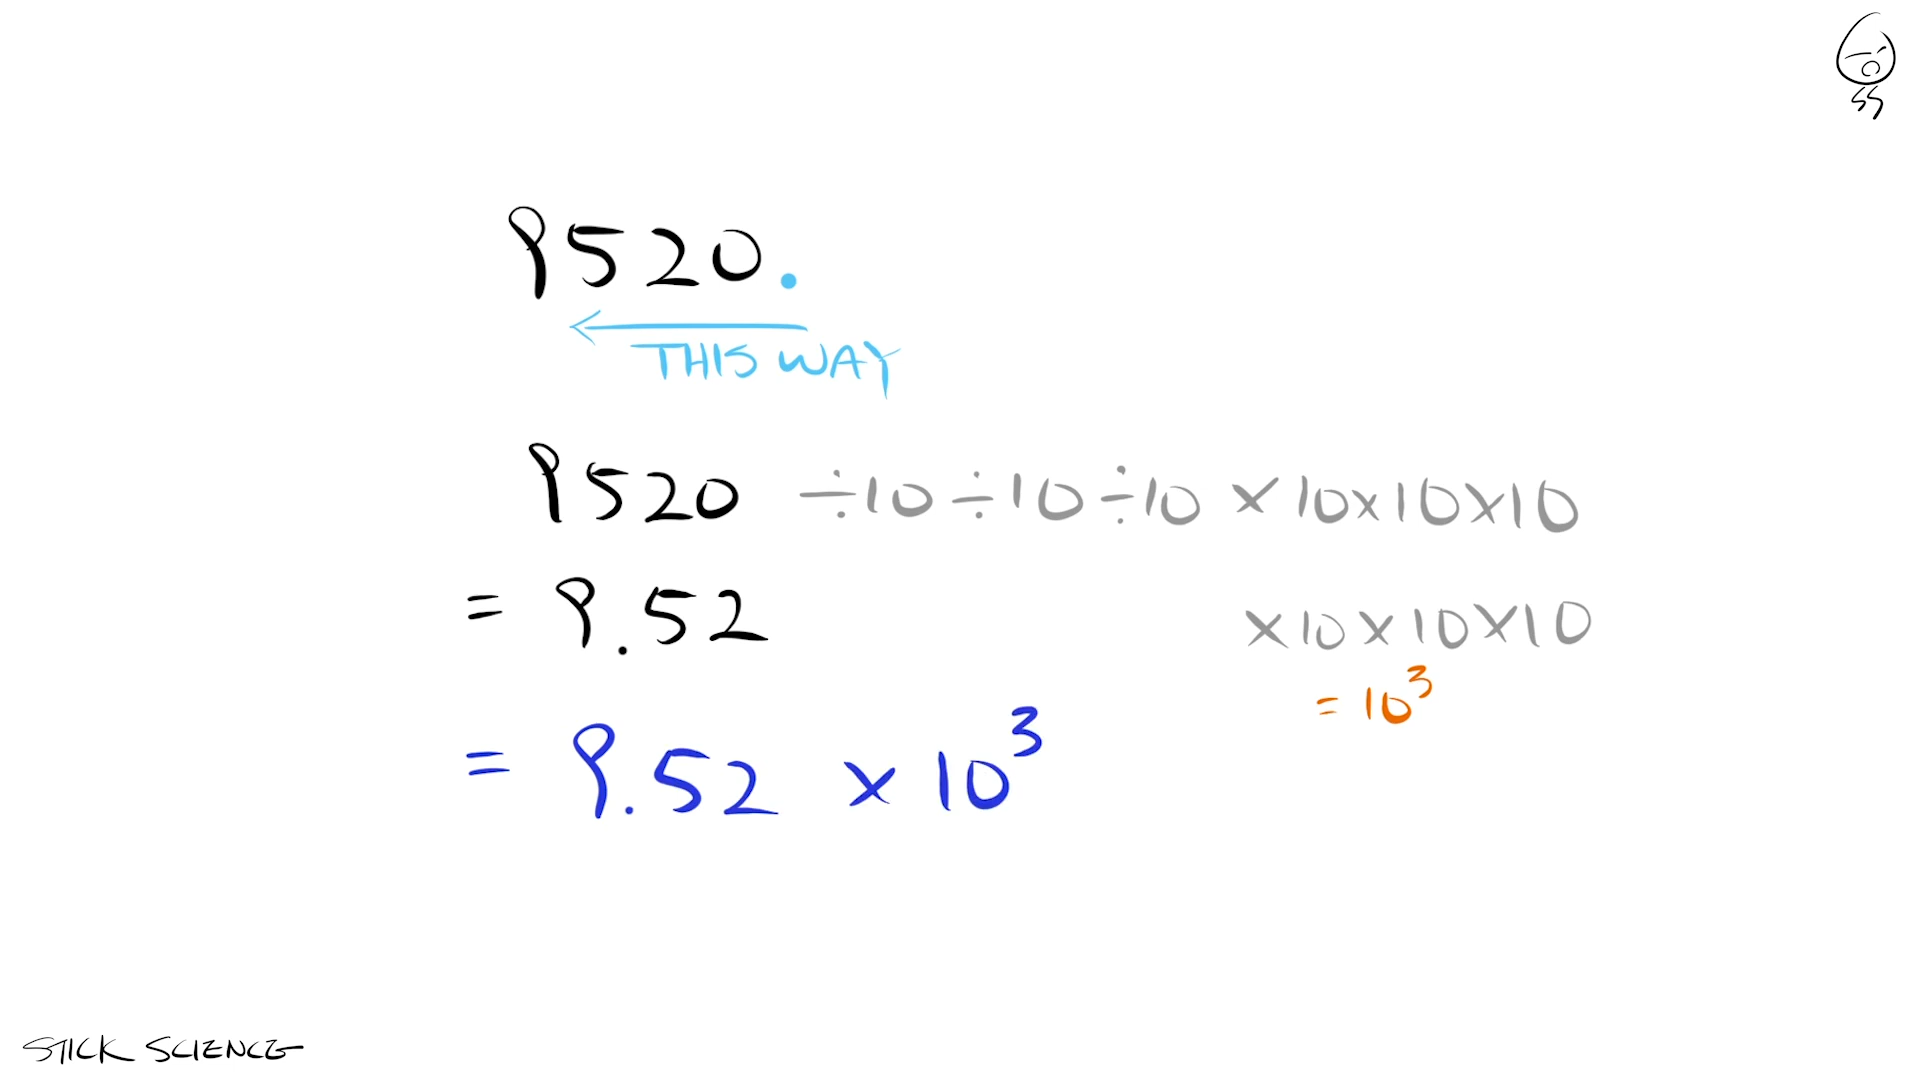 SS
9520.
THIS WAY
9520 ÷10 ÷10 ÷10 ×10×10×10
= 9.52 ×10×10×10
= 10³
= 9.52 × 10³
STICK SCIENCE